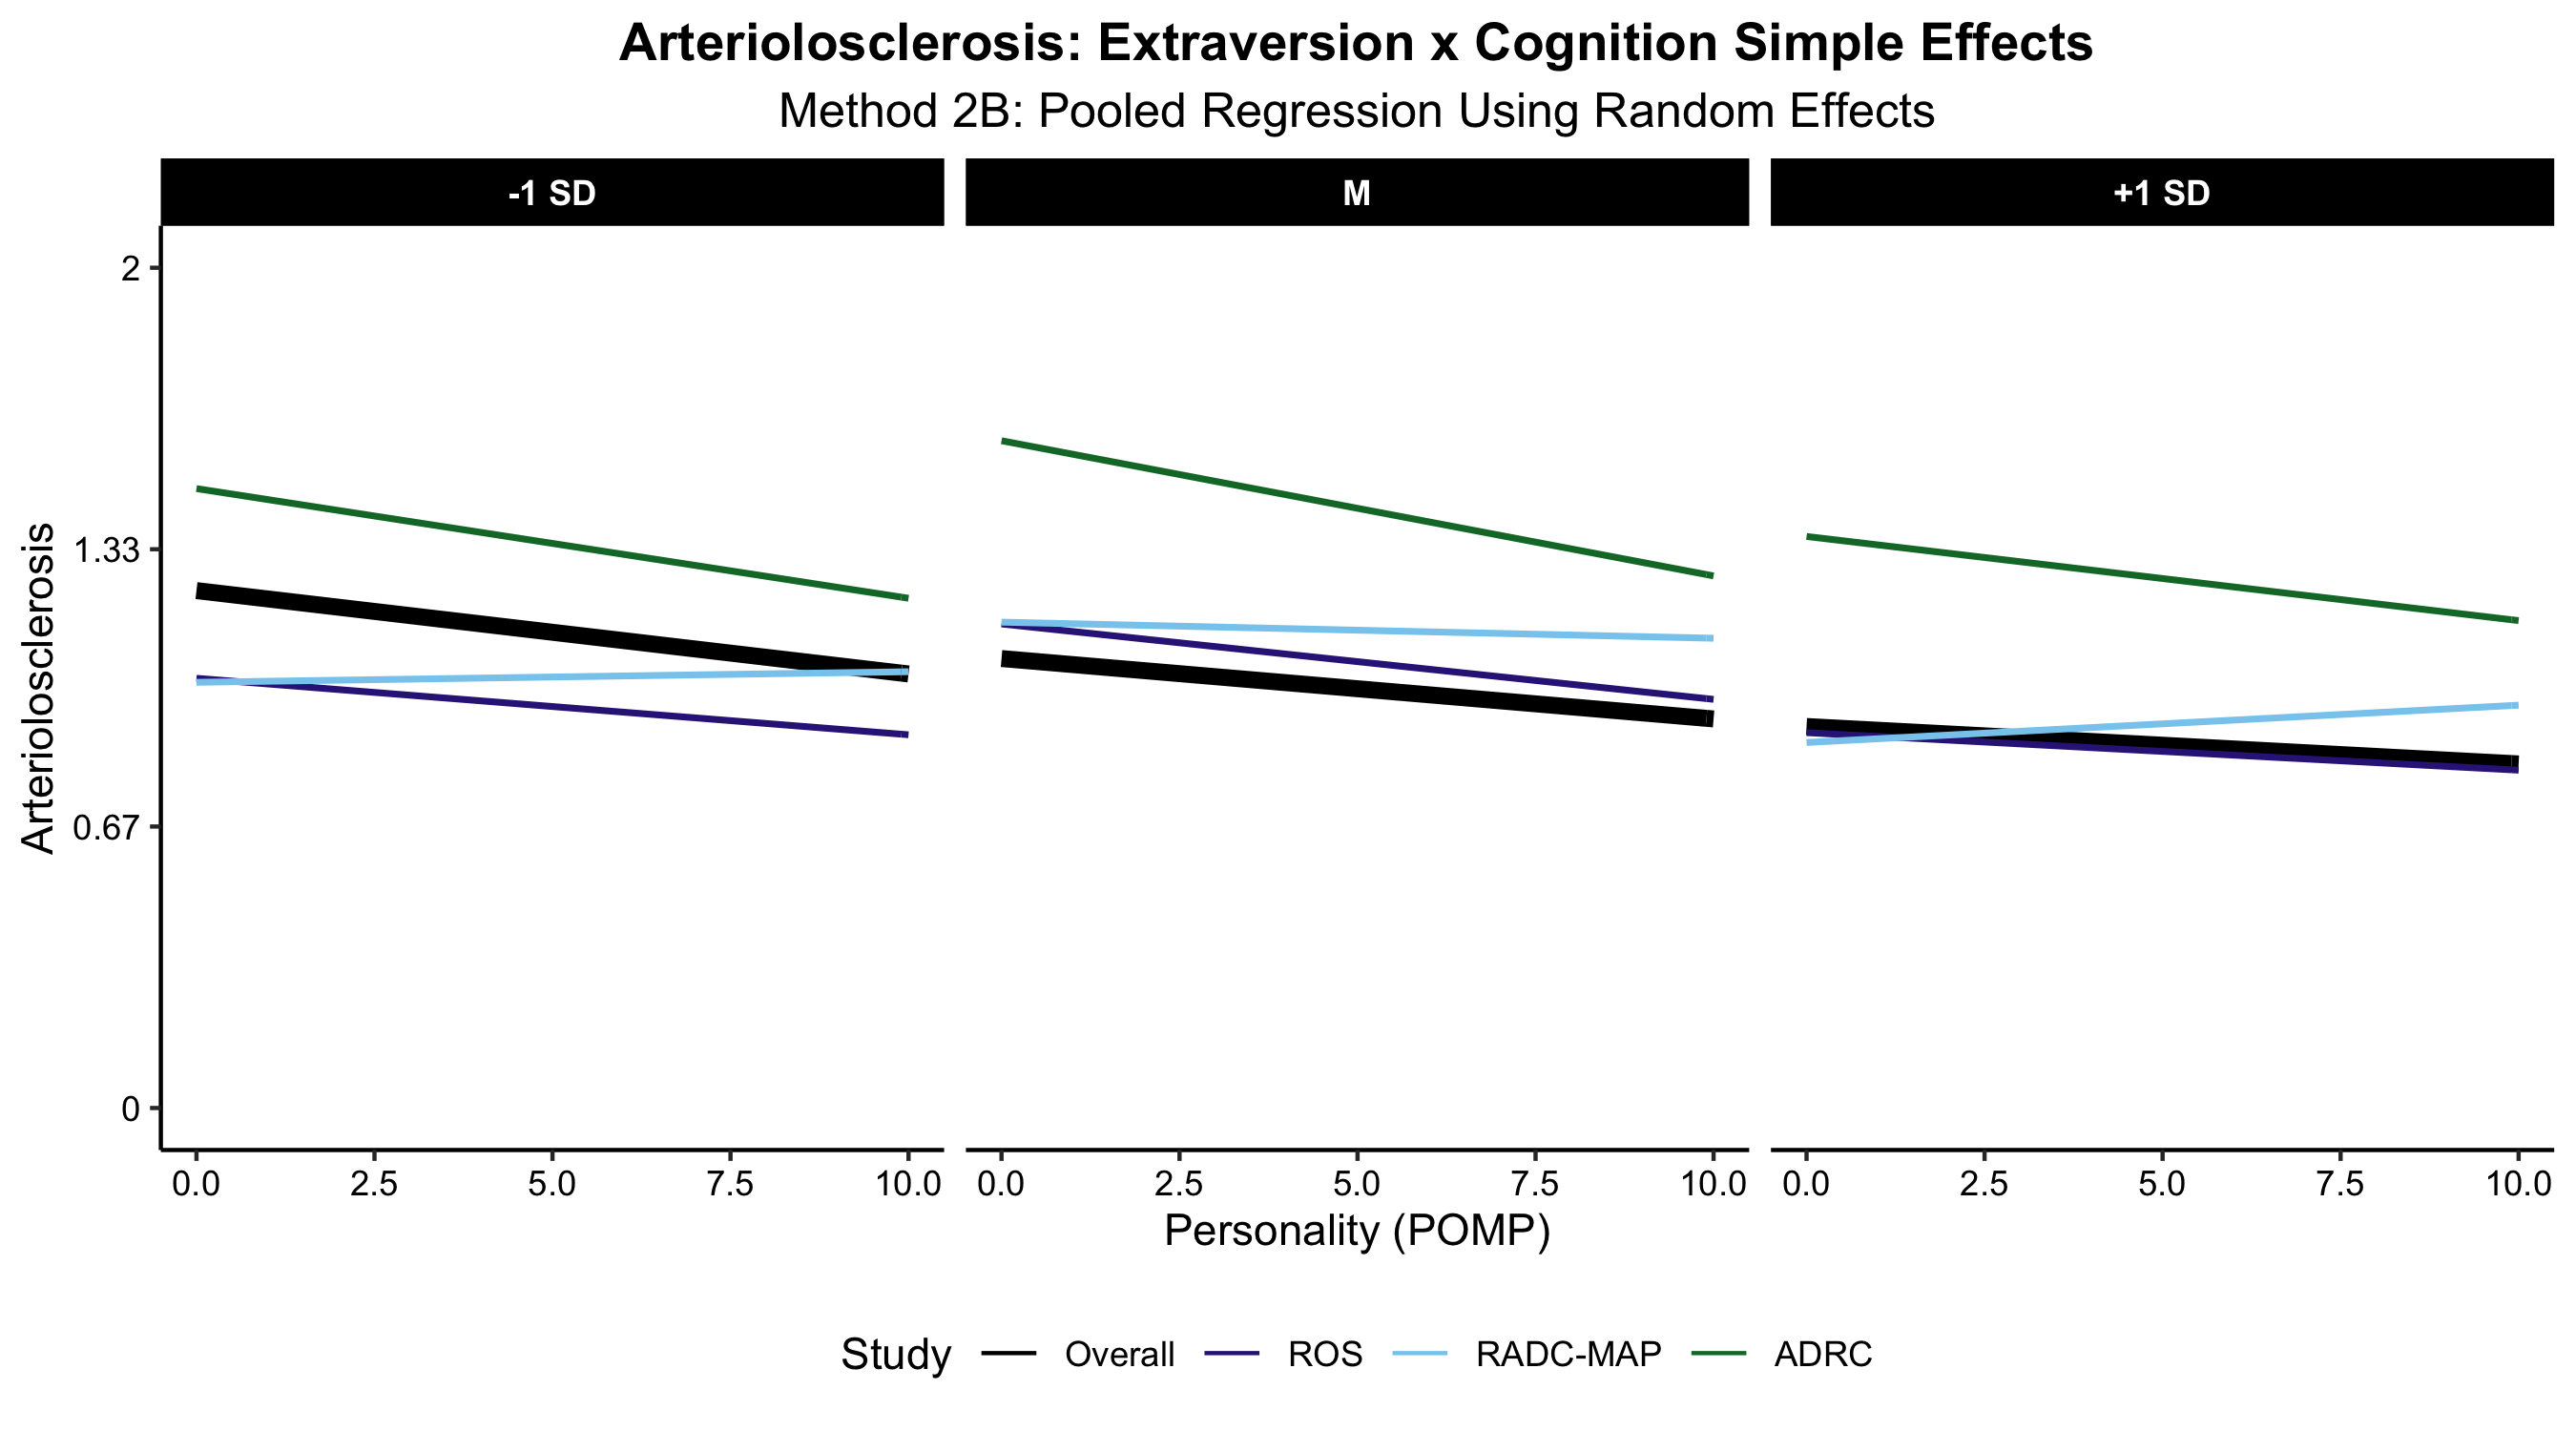 Arteriolosclerosis: Extraversion x Cognition Simple Effects
Method 2B: Pooled Regression Using Random Effects
-1 SD M +1 SD
Arteriolosclerosis
2
1.33
0.67
0
0.0 2.5 5.0 7.5 10.0 0.0 2.5 5.0 7.5 10.0 0.0 2.5 5.0 7.5 10.0
Personality (POMP)
Study Overall ROS RADC-MAP ADRC